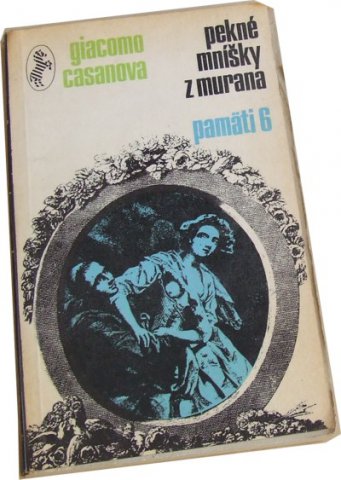 giacomo
casanova
pekné
mníšky
z murana
pamäti 6